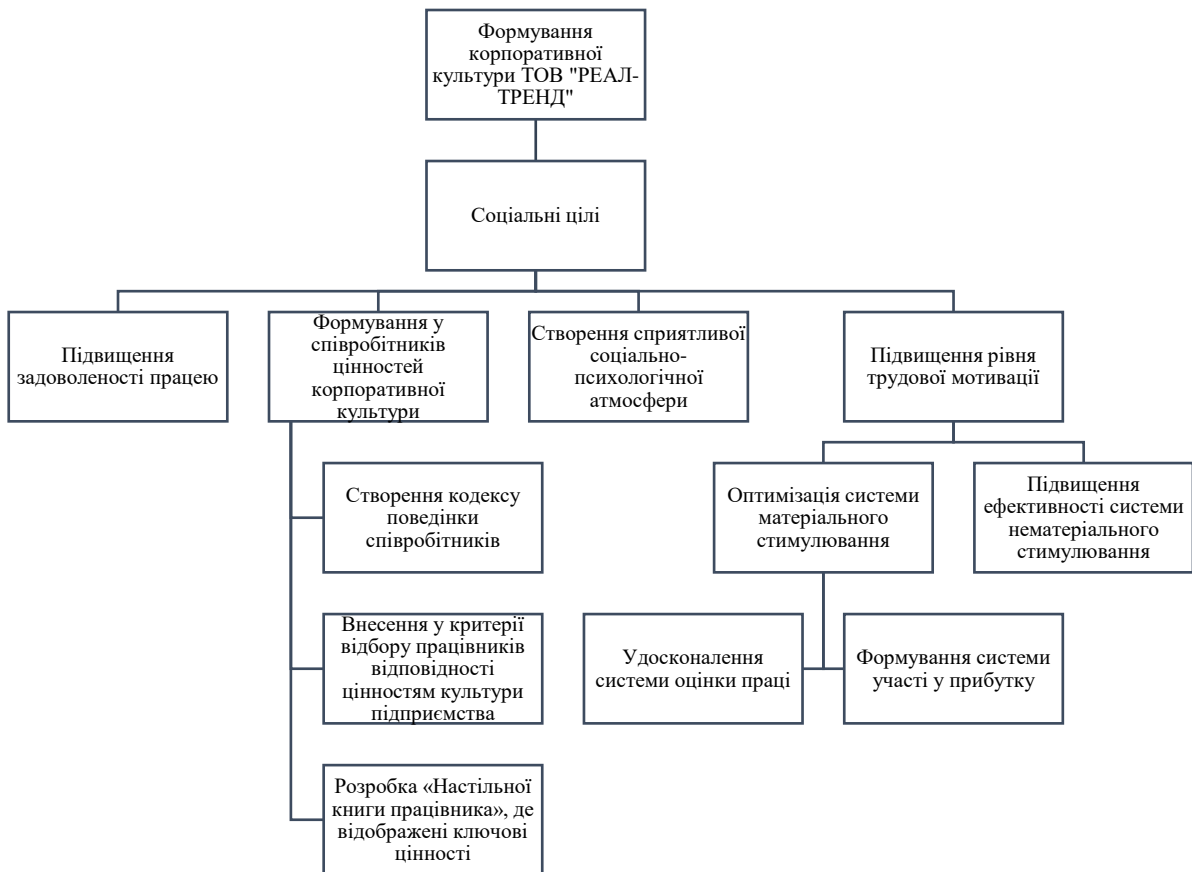 Формування
корпоративної
культури ТОВ "РЕАЛ-
ТРЕНД"
Соціальні цілі
Підвищення
задоволеності працею
Формування у
співробітників
цінностей
корпоративної
культури
Створення сприятливої
соціально-
психологічної
атмосфери
Підвищення рівня
трудової мотивації
Створення кодексу
поведінки
співробітників
Оптимізація системи
матеріального
стимулювання
Підвищення
ефективності системи
нематеріального
стимулювання
Внесення у критерії
відбору працівників
відповідності
цінностям культури
підприємства
Удосконалення
системи оцінки праці
Формування системи
участі у прибутку
Розробка «Настільної
книги працівника», де
відображені ключові
цінності